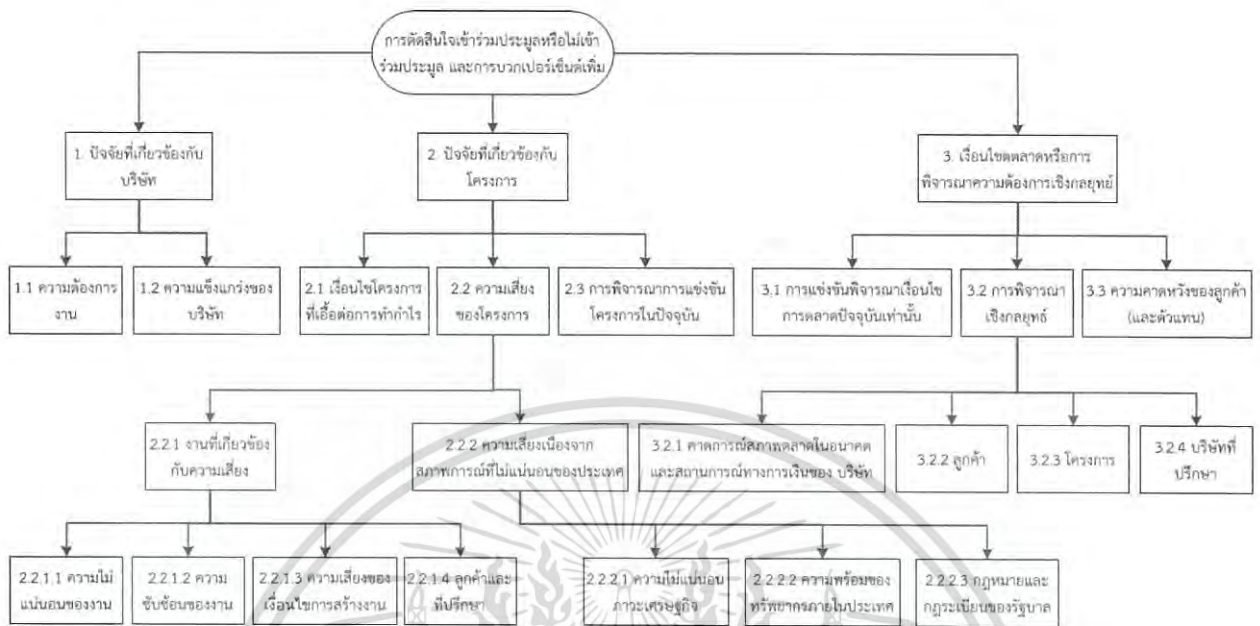 การตัดสินใจเข้าร่วมประมูลหรือไม่เข้า
ร่วมประมูล และการบวกเปอร์เซ็นต์เพิ่ม
1. ปัจจัยที่เกี่ยวข้องกับ
บริษัท
2. ปัจจัยที่เกี่ยวข้องกับ
โครงการ
3. เงื่อนไขตลาดหรือการ
พิจารณาความต้องการเชิงกลยุทย์
1.1 ความต้องการ
งาน
1.2 ความแข็งแกร่งของ
บริษัท
2.1 เงื่อนไขโครงการ
ที่เอื้อต่อการทำกำไร
2.2 ความเสี่ยง
ของโครงการ
2.3 การพิจารณาการแข่งขัน
โครงการในปัจจุบัน
3.1 การแข่งขันพิจารณาเงื่อนไข
การตลาดปัจจุบันเท่านั้น
3.2 การพิจารณา
เชิงกลยุทธ์
3.3 ความคาดหวังของลูกค้า
(และตัวแทน)
2.2.1 งานที่เกี่ยวข้อง
กับความเสี่ยง
2.2.2 ความเสี่ยงเนื่องจาก
สภาพการณ์ที่ไม่แน่นอนของประเทศ
3.2.1 คาดการณ์สภาพตลาดในอนาคต
และสถานการณ์ทางการเงินของ บริษัท
3.2.2 ลูกค้า
3.2.3 โครงการ
3.2.4 บริษัทที่
ปรึกษา
2.2.1.1 ความไม่
แน่นอนของงาน
2.2.1.2 ความ
ซับซ้อนของงาน
2.2.1.3 ความเสี่ยงของ
เงื่อนไขการสร้างงาน
2.2.1.4 ลูกค้าและ
ที่ปรึกษา
2.2.2.1 ความไม่แน่นอน
ภาวะเศรษฐกิจ
2.2.2.2 ความพร้อมของ
ทรัพยากรภายในประเทศ
2.2.2.3 กฎหมายและ
กฎระเบียบของรัฐบาล